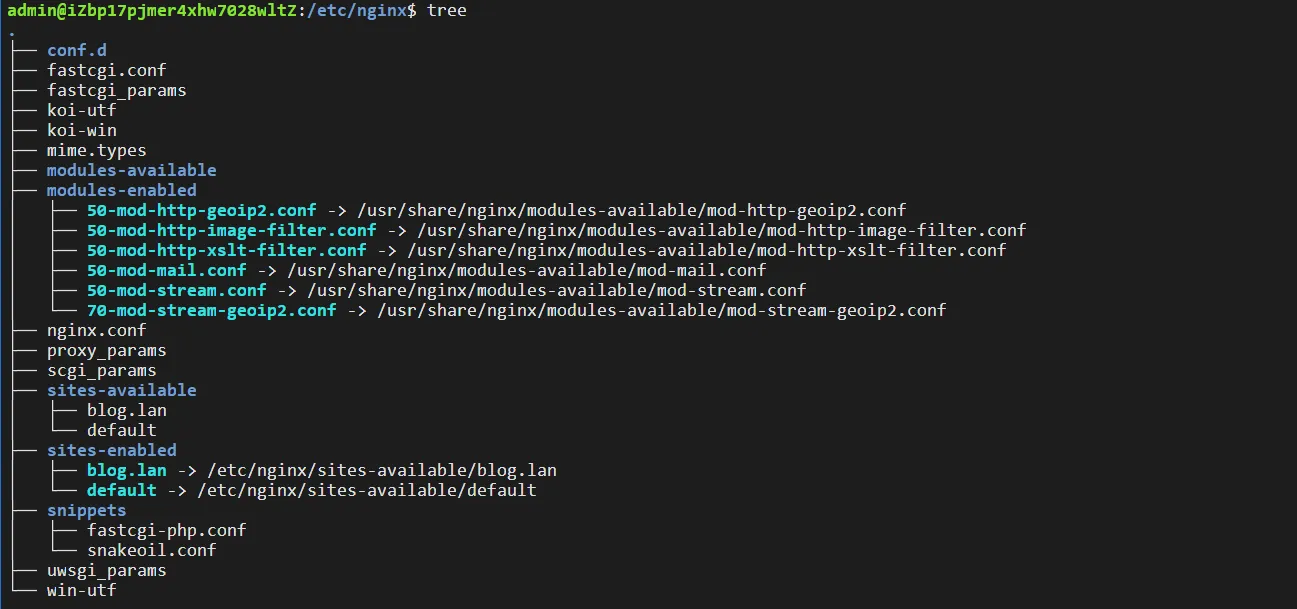 admin@iZbp17pjmer4xhw7028wltZ:/etc/nginx$ tree
.
├── conf.d
├── fastcgi.conf
├── fastcgi_params
├── koi-utf
├── koi-win
├── mime.types
├── modules-available
├── modules-enabled
│   ├── 50-mod-http-geoip2.conf -> /usr/share/nginx/modules-available/mod-http-geoip2.conf
│   ├── 50-mod-http-image-filter.conf -> /usr/share/nginx/modules-available/mod-http-image-filter.conf
│   ├── 50-mod-http-xslt-filter.conf -> /usr/share/nginx/modules-available/mod-http-xslt-filter.conf
│   ├── 50-mod-mail.conf -> /usr/share/nginx/modules-available/mod-mail.conf
│   ├── 50-mod-stream.conf -> /usr/share/nginx/modules-available/mod-stream.conf
│   └── 70-mod-stream-geoip2.conf -> /usr/share/nginx/modules-available/mod-stream-geoip2.conf
├── nginx.conf
├── proxy_params
├── scgi_params
├── sites-available
│   ├── blog.lan
│   └── default
├── sites-enabled
│   ├── blog.lan -> /etc/nginx/sites-available/blog.lan
│   └── default -> /etc/nginx/sites-available/default
├── snippets
│   ├── fastcgi-php.conf
│   └── snakeoil.conf
├── uwsgi_params
└── win-utf